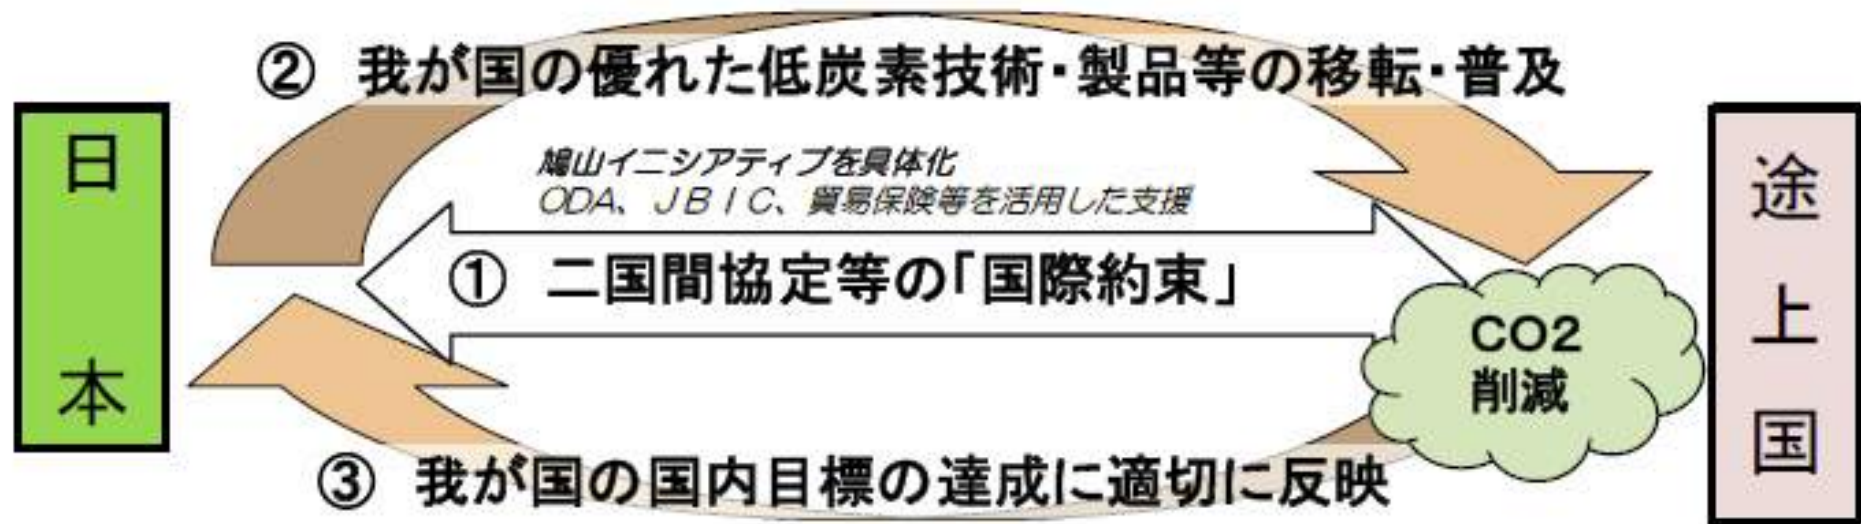 ② 我が国の優れた低炭素技術・製品等の移転・普及
日本
鳩山イニシアティブを具体化
ODA、JBIC、貿易保険等を活用した支援
① 二国間協定等の「国際約束」
CO2
削減
途上国
③ 我が国の国内目標の達成に適切に反映